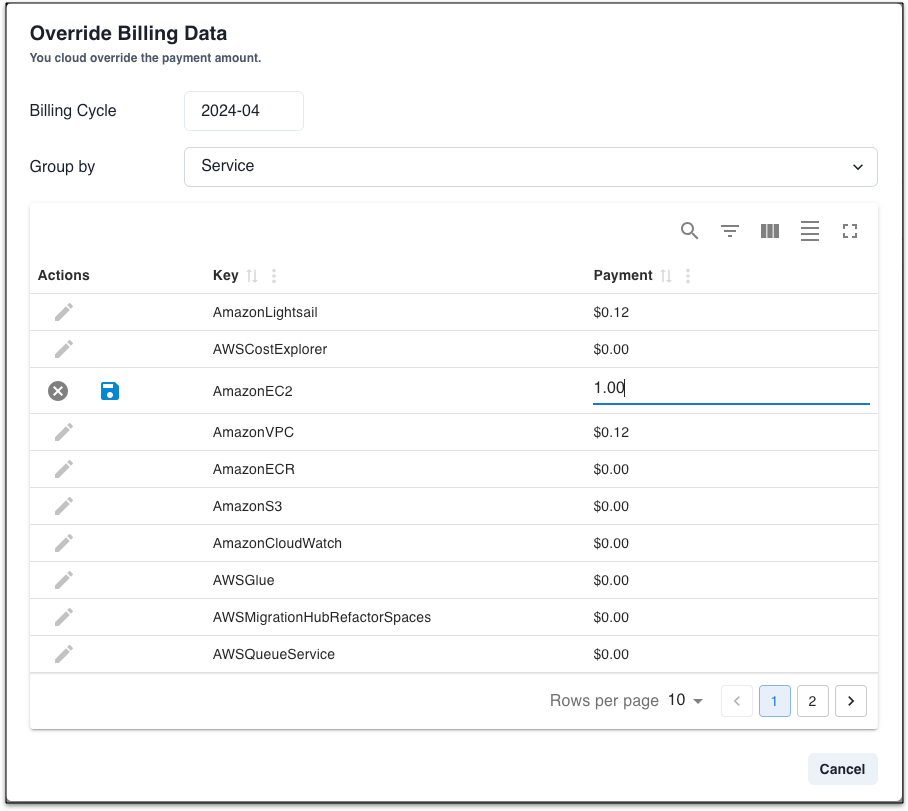 Override Billing Data
You cloud override the payment amount.
Billing Cycle 2024-04
Group by Service
Actions Key Payment
AmazonLightsail $0.12
AWSCostExplorer $0.00
AmazonEC2 1.00
AmazonVPC $0.12
AmazonECR $0.00
AmazonS3 $0.00
AmazonCloudWatch $0.00
AWSGlue $0.00
AWSMigrationHubRefactorSpaces $0.00
AWSQueueService $0.00
Rows per page 10 1 2
Cancel